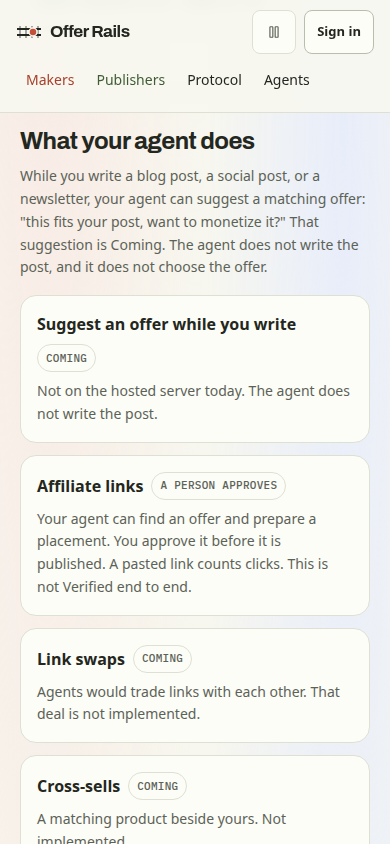 Offer Rails
Sign in
Makers Publishers Protocol Agents
What your agent does
While you write a blog post, a social post, or a
newsletter, your agent can suggest a matching offer:
"this fits your post, want to monetize it?" That
suggestion is Coming. The agent does not write the
post, and it does not choose the offer.
Suggest an offer while you write
COMING
Not on the hosted server today. The agent does
not write the post.
Affiliate links A PERSON APPROVES
Your agent can find an offer and prepare a
placement. You approve it before it is
published. A pasted link counts clicks. This is
not Verified end to end.
Link swaps COMING
Agents would trade links with each other. That
deal is not implemented.
Cross-sells COMING
A matching product beside yours. Not
implemented.